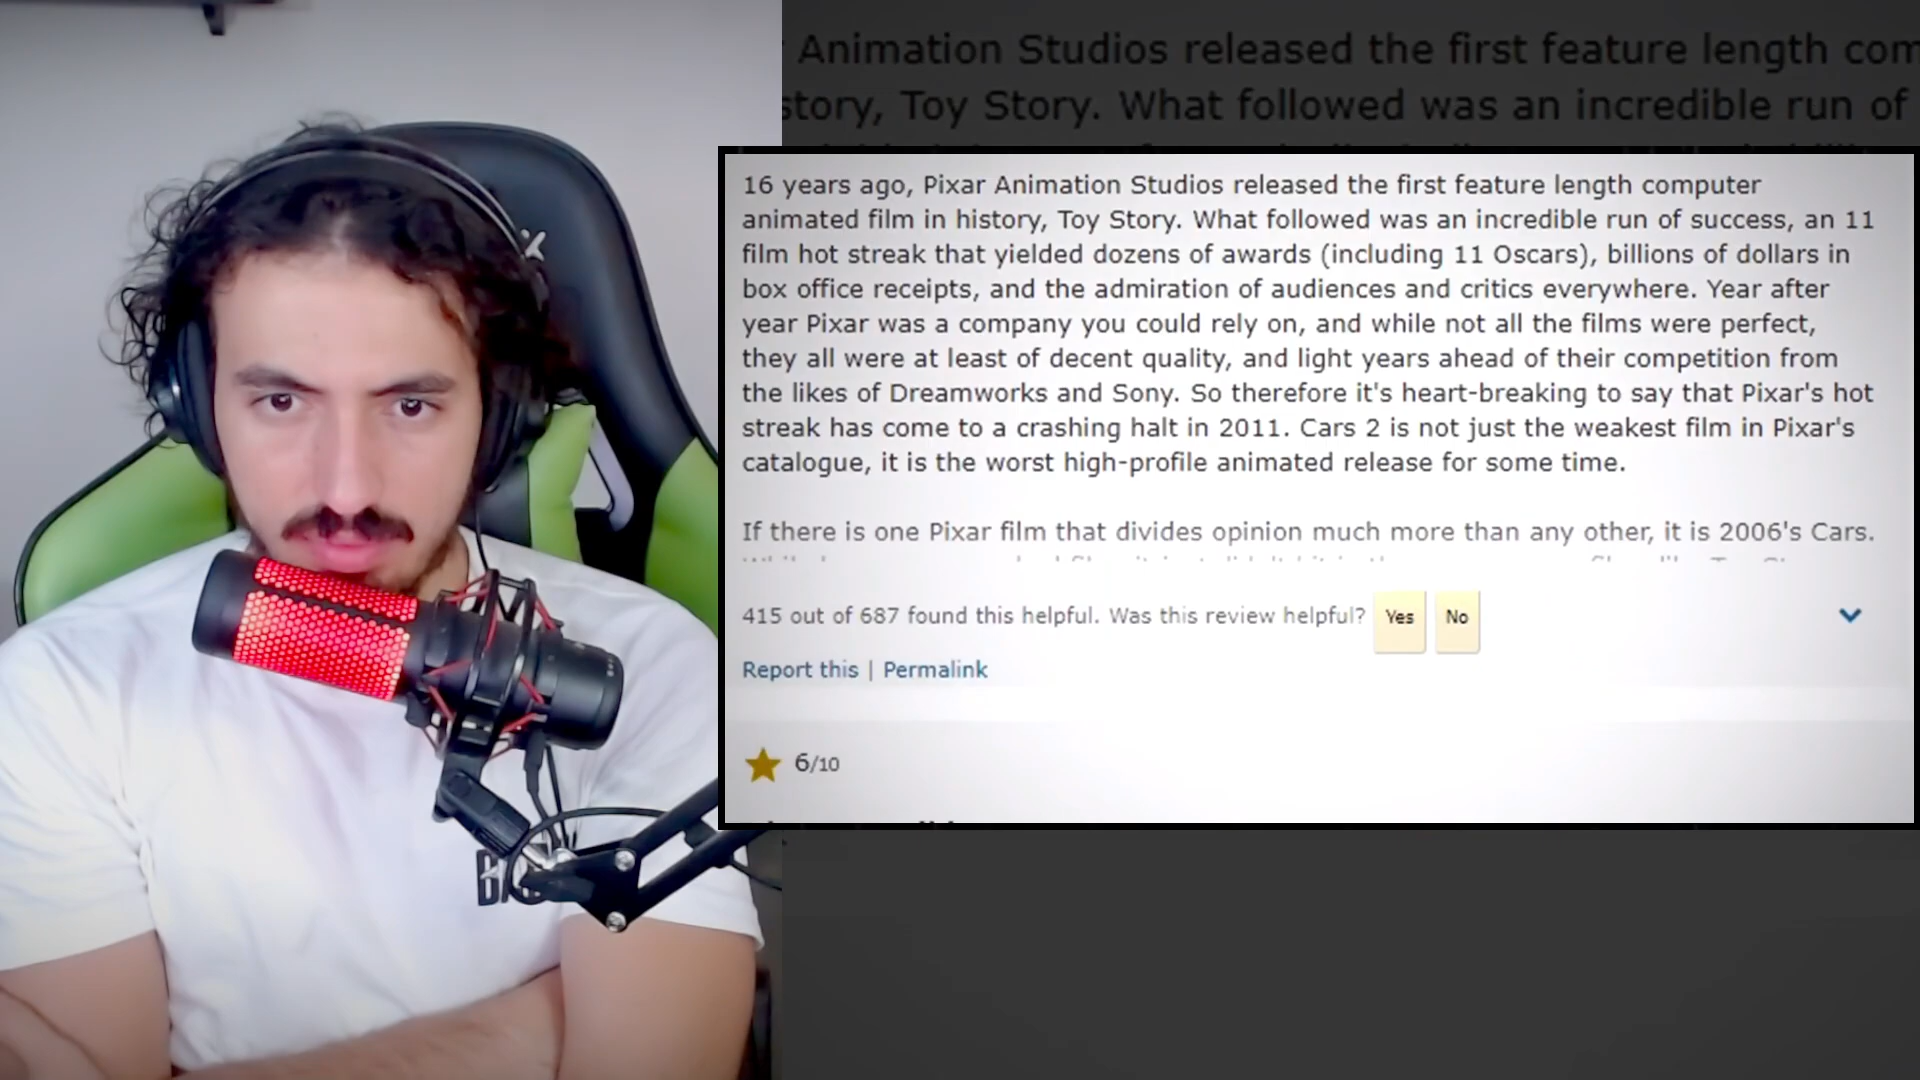 Animation Studios released the first feature length com
story, Toy Story. What followed was an incredible run of
16 years ago, Pixar Animation Studios released the first feature length computer
animated film in history, Toy Story. What followed was an incredible run of success, an 11
film hot streak that yielded dozens of awards (including 11 Oscars), billions of dollars in
box office receipts, and the admiration of audiences and critics everywhere. Year after
year Pixar was a company you could rely on, and while not all the films were perfect,
they all were at least of decent quality, and light years ahead of their competition from
the likes of Dreamworks and Sony. So therefore it's heart-breaking to say that Pixar's hot
streak has come to a crashing halt in 2011. Cars 2 is not just the weakest film in Pixar's
catalogue, it is the worst high-profile animated release for some time.
If there is one Pixar film that divides opinion much more than any other, it is 2006's Cars.
415 out of 687 found this helpful. Was this review helpful? Yes No
Report this | Permalink
6/10